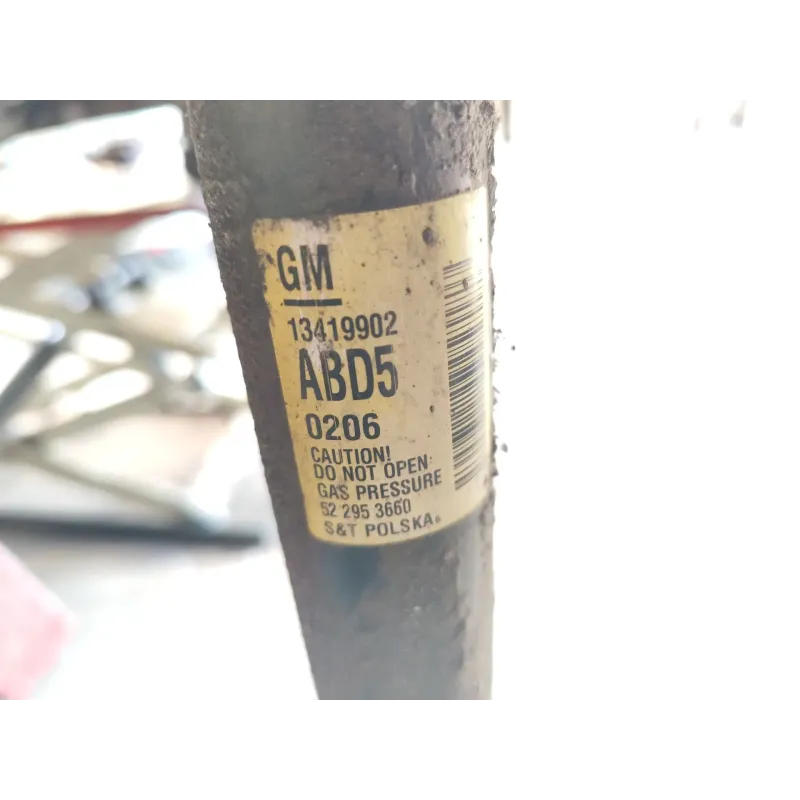 GM
13419902
ABD5
0206
CAUTION!
DO NOT OPEN:
GAS PRESSURE
52 295 3660
S&T POLSKA